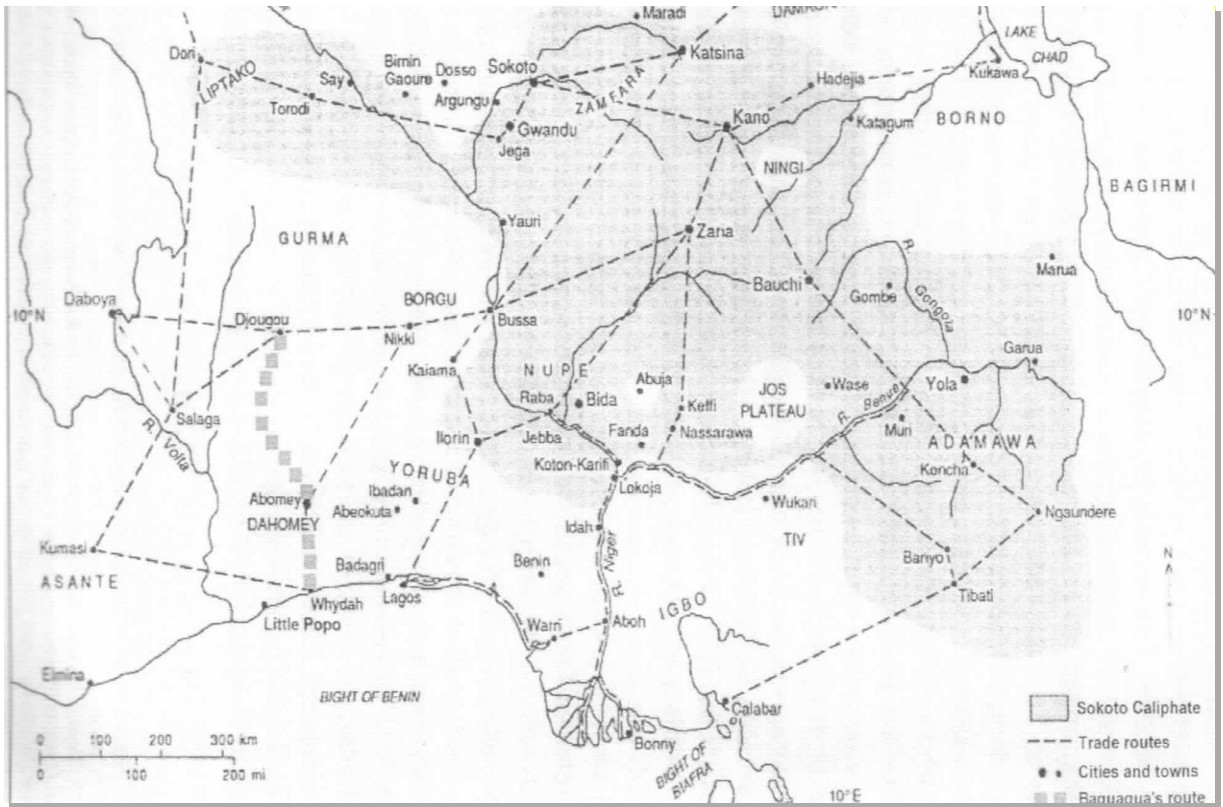 Maradi
DAMAGR
LAKE
CHAD
Dori
LIPTAKO
Say
Birnin
Gaoure
Dosso
Sokoto
Katsina
Torodi
Argungu
ZAMFARA
Hadejia
Kukawa
Gwandu
Jega
Kano
Katagum
BORNO
NINGI
BAGIRMI
Yauri
Zaria
GURMA
R. Gongola
Marua
Bauchi
Gombe
Daboya
10°N
BORGU
Bussa
10°N
Djougou
Nikki
Garua
Kaiama
NUPE
Abuja
JOS
PLATEAU
Wase
R. Benue
Yola
Raba
Bida
Keffi
Salaga
R. Volta
Jebba
Fanda
Nassarawa
Muri
ADAMAWA
Ilorin
Koton-Karifi
Koncha
YORUBA
Lokoja
Abomey
Ibadan
Abeokuta
Wukari
Ngaundere
DAHOMEY
Idah
TIV
Kumasi
R. Niger
Banyo
N
ASANTE
Badagri
Benin
Tibati
Whydah
Lagos
IGBO
Little Popo
Warri
Aboh
Elmina
BIGHT OF BENIN
Calabar
Sokoto Caliphate
Bonny
Trade routes
0 100 200 300 km
BIGHT OF
BIAFRA
Cities and towns
0 100 200 mi
10°E
Baquaqua's route